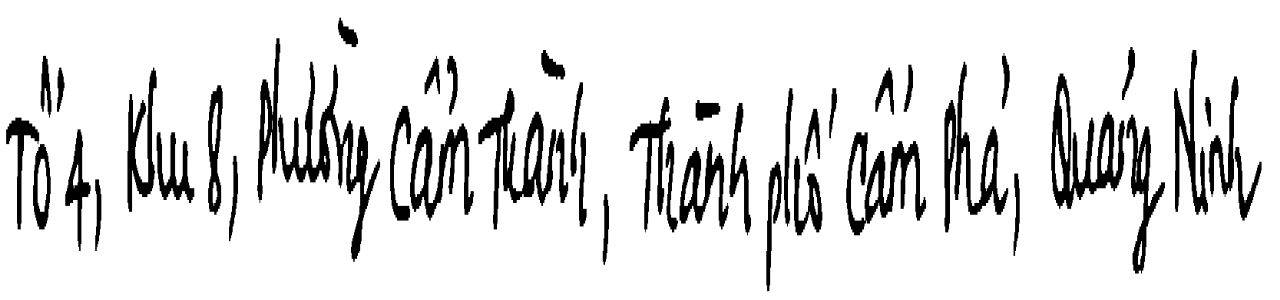 Tổ 4, Khu 8, Phường Cẩm Thành, Thành phố Cẩm Phả, Quảng Ninh